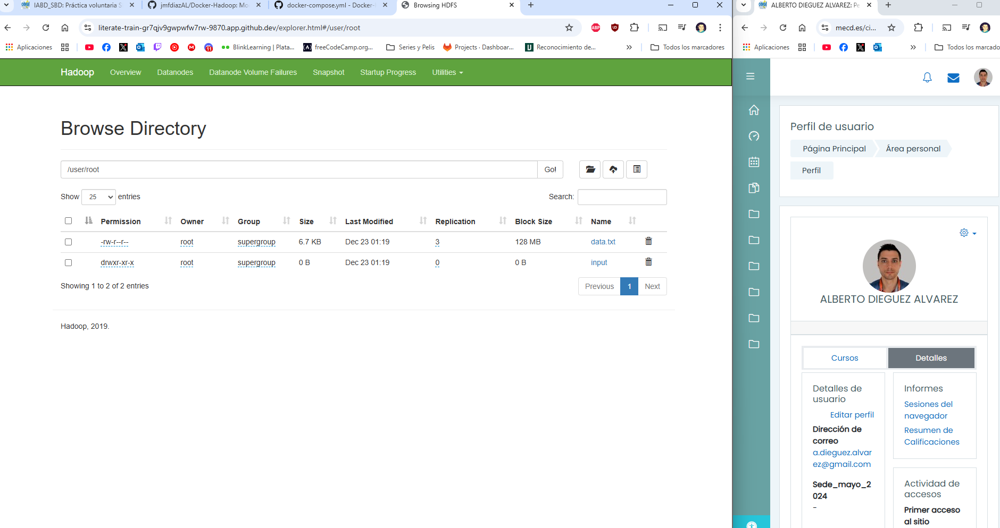 IABD_SBD: Práctica voluntaria S
jmfdiazAL/Docker-Hadoop: Mo
docker-compose.yml - Docker-
Browsing HDFS
literate-train-gr7qjv9gwpwfw7rw-9870.app.github.dev/explorer.html#/user/root
ABP
Aplicaciones
11
BlinkLearning | Plata...
freeCodeCamp.org...
Series y Pelis
Projects · Dashboar...
Reconocimiento de...
»
Todos los marcadores
Hadoop
Overview
Datanodes
Datanode Volume Failures
Snapshot
Startup Progress
Utilities
Browse Directory
/user/root
Go!
Show 25 entries
Search:
Permission Owner Group Size Last Modified Replication Block Size Name
-rw-r--r-- root supergroup 6.7 KB Dec 23 01:19 3 128 MB data.txt
drwxr-xr-x root supergroup 0 B Dec 23 01:19 0 0 B input
Showing 1 to 2 of 2 entries
Previous 1 Next
Hadoop, 2019.
ALBERTO DIEGUEZ ALVAREZ: Pe
mecd.es/ci...
Aplicaciones
»
Todos los marcado
Perfil de usuario
Página Principal
Área personal
Perfil
ALBERTO DIEGUEZ ALVAREZ
Cursos
Detalles
Detalles de
usuario
Editar perfil
Dirección de
correo
a.dieguez.alvar
ez@gmail.com
Sede_mayo_2
024
-
Informes
Sesiones del
navegador
Resumen de
Calificaciones
Actividad de
accesos
Primer acceso
al sitio